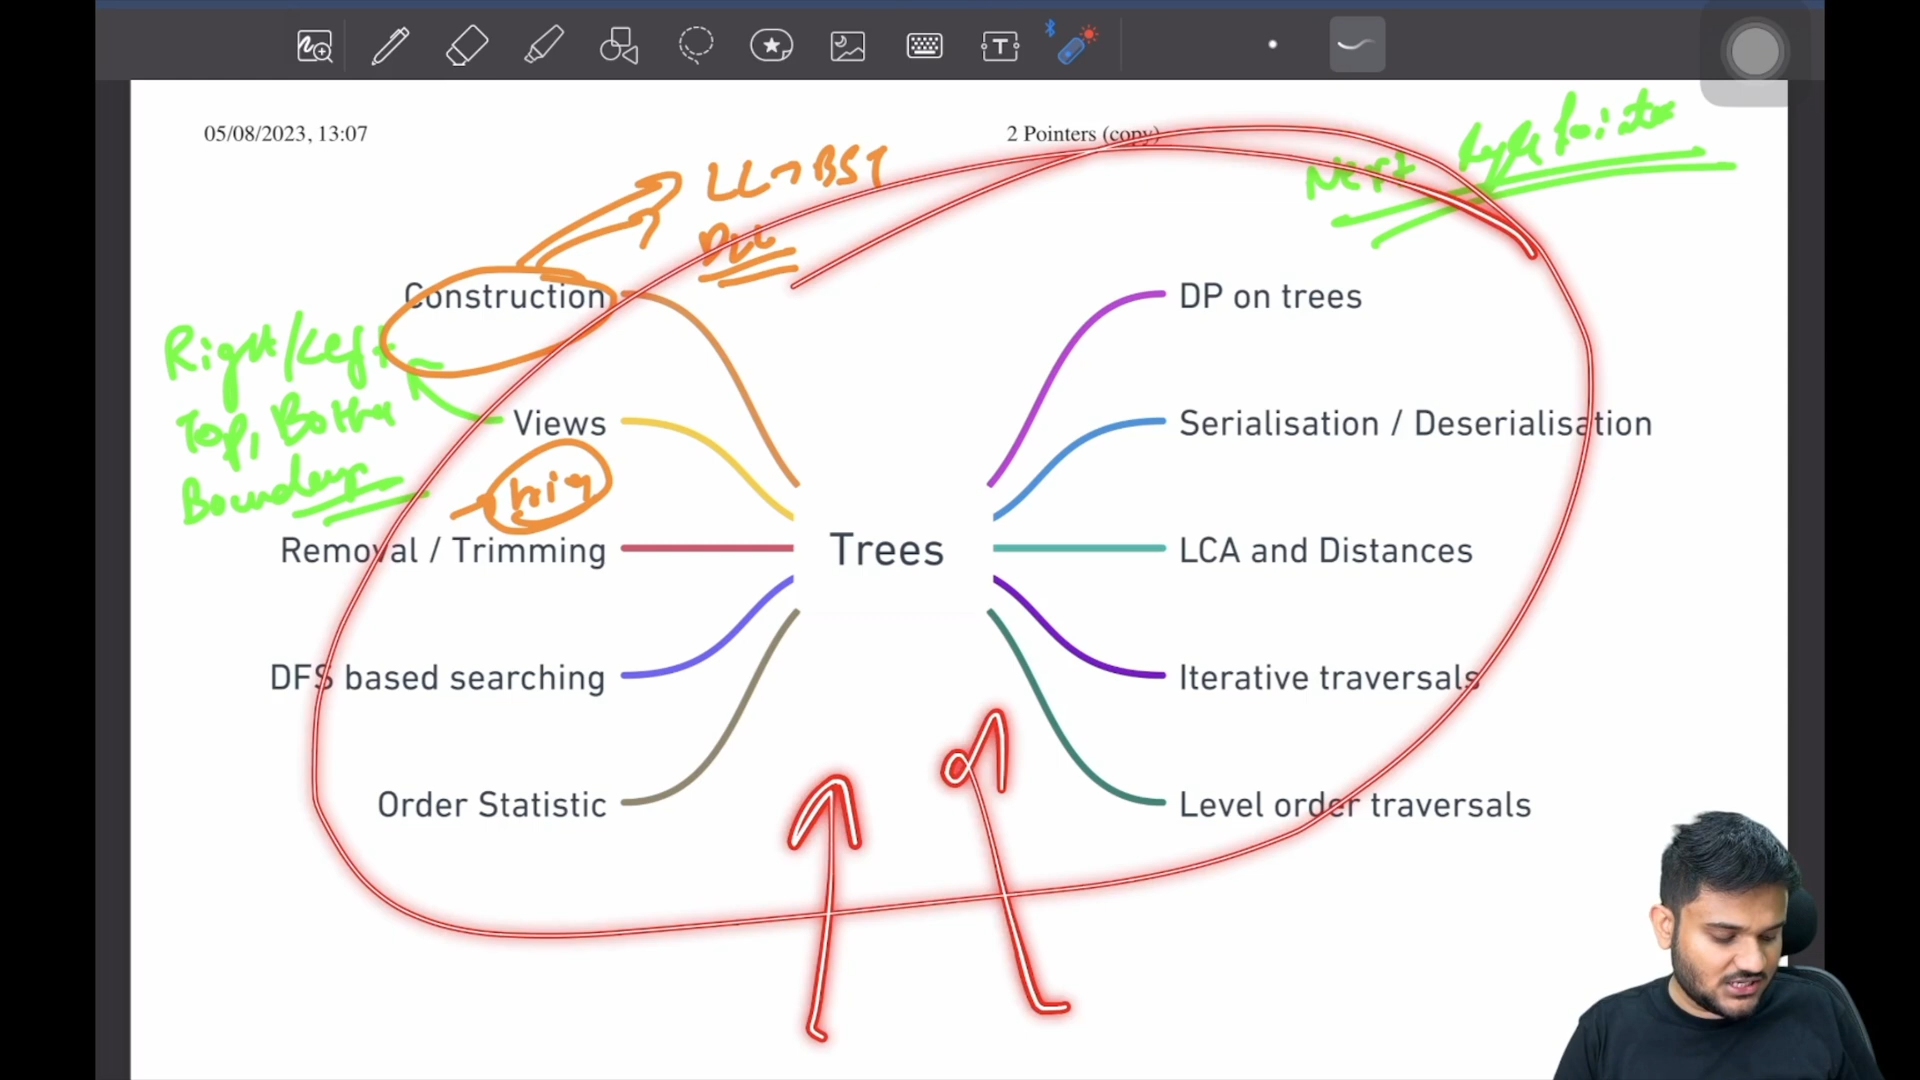 05/08/2023, 13:07
2 Pointers (copy)
LL → BST
DLL
Construction
Right/Left
Top, Bottom
Boundary
Views
Removal / Trimming
DFS based searching
Order Statistic
Trees
Next
DP on trees
Serialisation / Deserialisation
LCA and Distances
Iterative traversals
Level order traversals